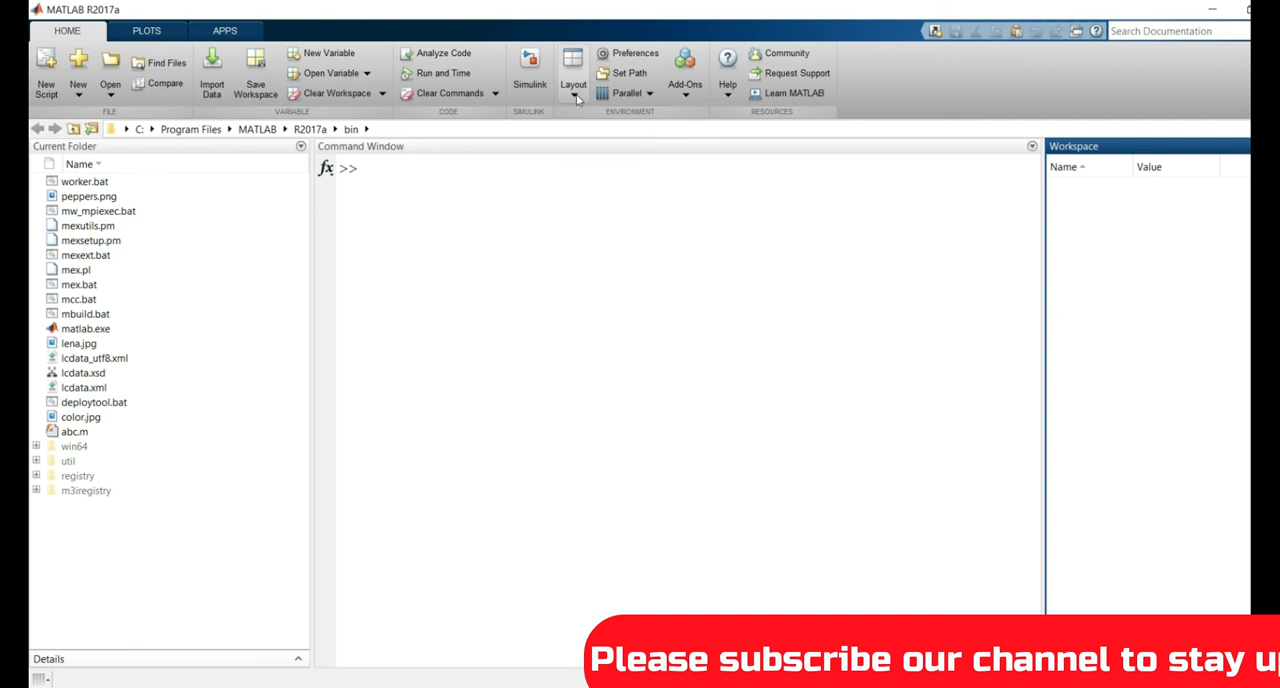 MATLAB R2017a
HOME
PLOTS
APPS
Search Documentation
New Script
New
Open
Find Files
Compare
Import Data
Save Workspace
New Variable
Open Variable
Clear Workspace
Analyze Code
Run and Time
Clear Commands
Simulink
Layout
Preferences
Set Path
Parallel
Add-Ons
Help
Community
Request Support
Learn MATLAB
FILE
VARIABLE
CODE
SIMULINK
ENVIRONMENT
RESOURCES
C: Program Files MATLAB R2017a bin
Current Folder
Name
worker.bat
peppers.png
mw_mpiexec.bat
mexutils.pm
mexsetup.pm
mexext.bat
mex.pl
mex.bat
mcc.bat
mbuild.bat
matlab.exe
lena.jpg
lcdata_utf8.xml
lcdata.xsd
lcdata.xml
deploytool.bat
color.jpg
abc.m
win64
util
registry
m3iregistry
Details
Command Window
fx >>
Workspace
Name
Value
Please subscribe our channel to stay up